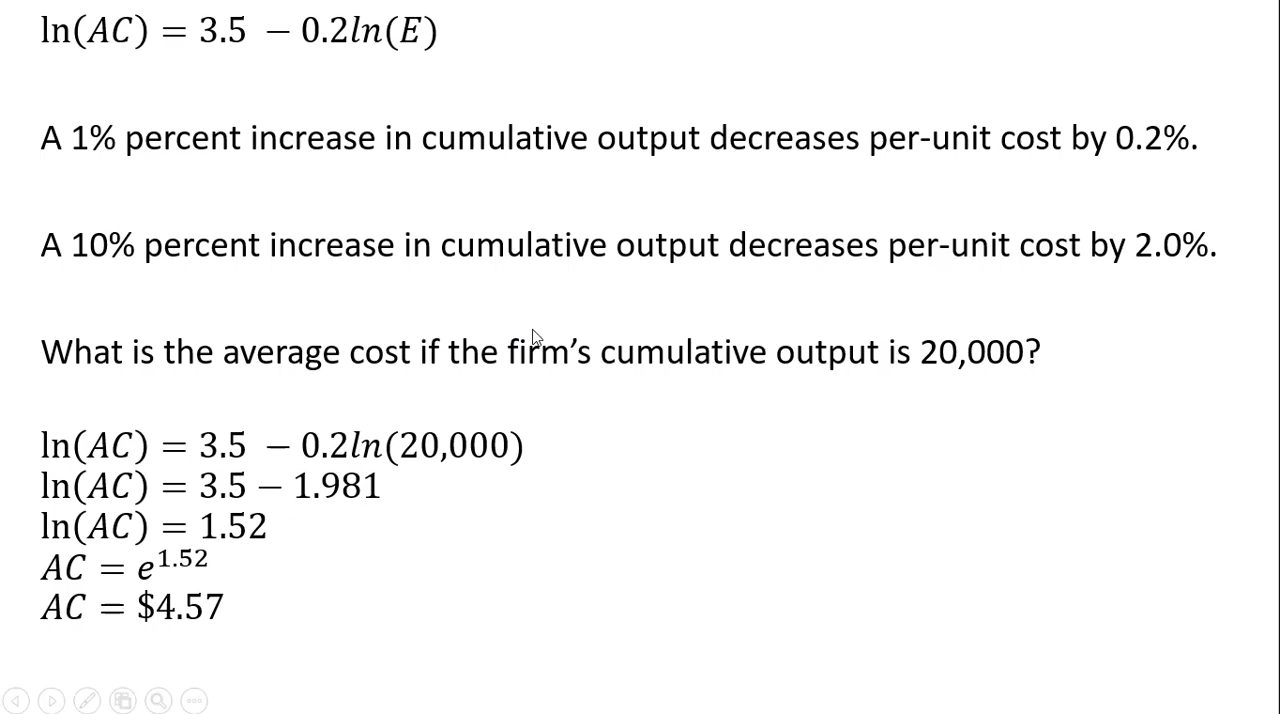 ln(AC) = 3.5 − 0.2ln(E)
A 1% percent increase in cumulative output decreases per-unit cost by 0.2%.
A 10% percent increase in cumulative output decreases per-unit cost by 2.0%.
What is the average cost if the firm’s cumulative output is 20,000?
ln(AC) = 3.5 − 0.2ln(20,000)
ln(AC) = 3.5 − 1.981
ln(AC) = 1.52
AC = e^1.52
AC = $4.57